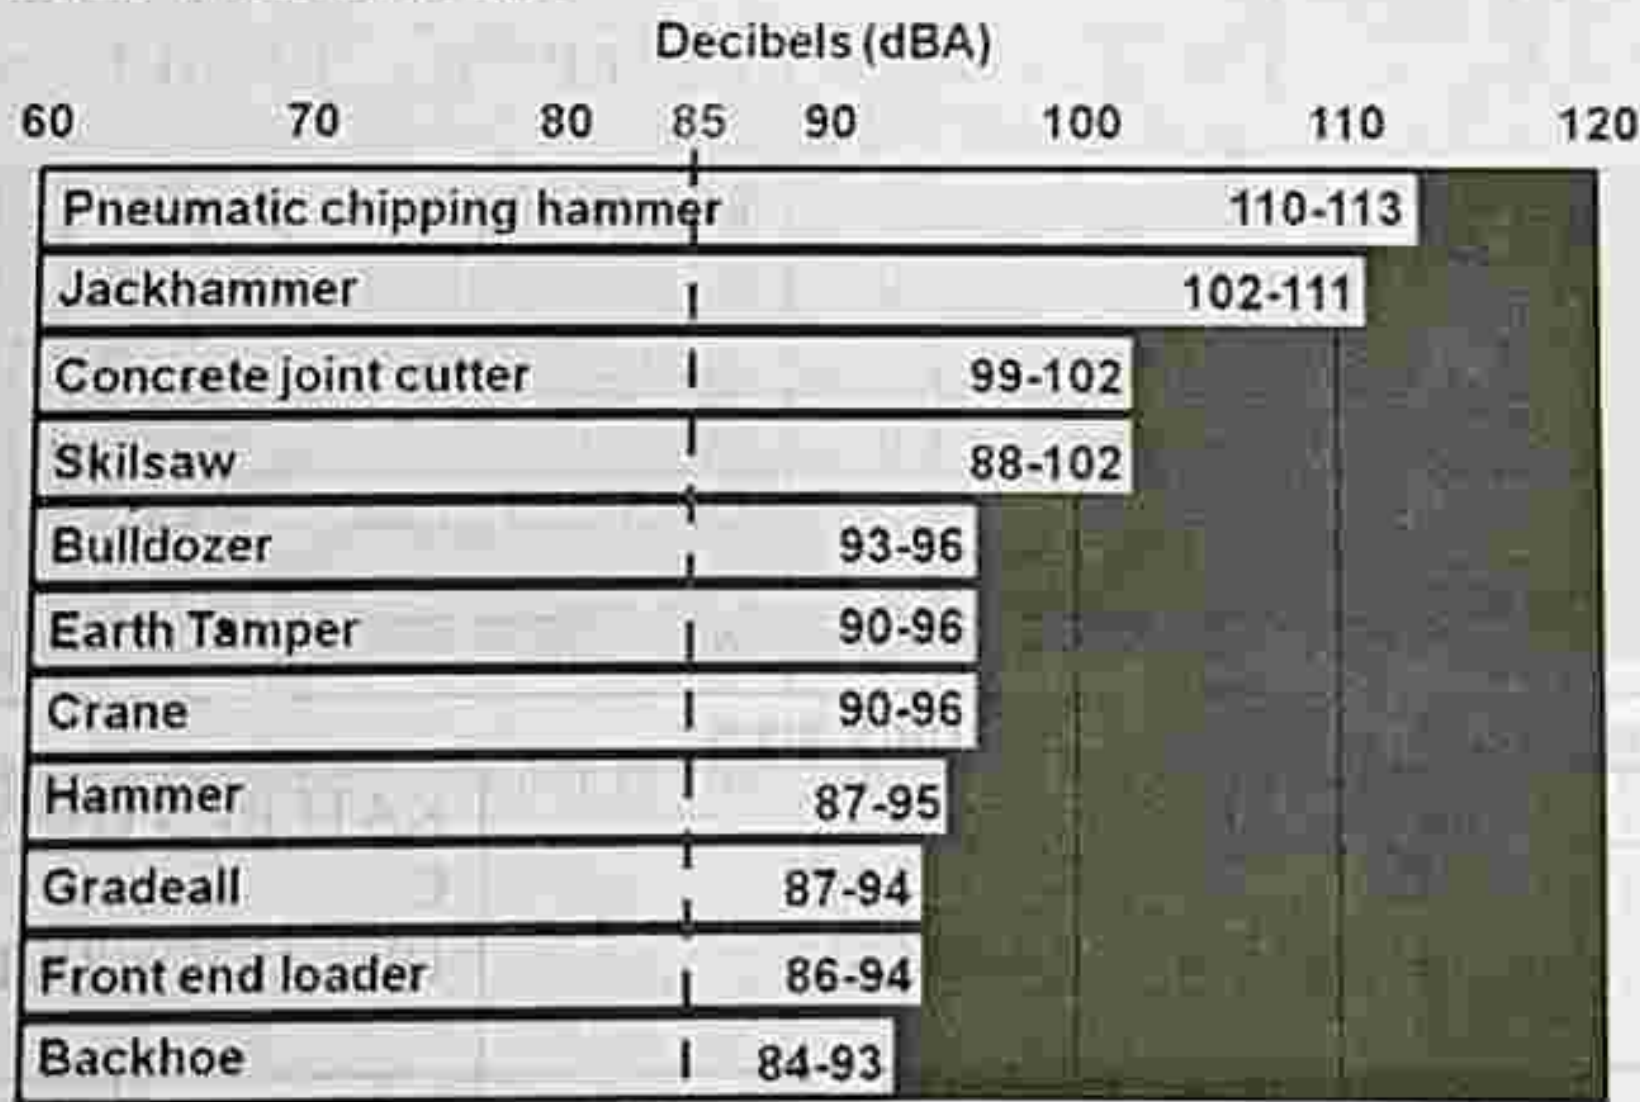 Decibels (dBA)
60 70 80 85 90 100 110 120
Pneumatic chipping hammer 110-113
Jackhammer 102-111
Concrete joint cutter 99-102
Skilsaw 88-102
Bulldozer 93-96
Earth Tamper 90-96
Crane 90-96
Hammer 87-95
Gradeall 87-94
Front end loader 86-94
Backhoe 84-93